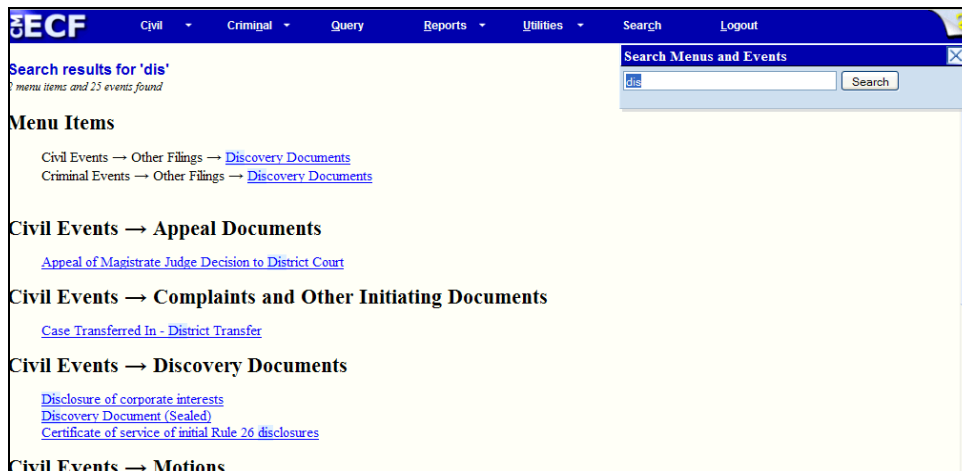 CM ECF Civil Criminal Query Reports Utilities Search Logout ?
Search Menus and Events
dis Search
Search results for 'dis'
2 menu items and 25 events found
Menu Items
Civil Events → Other Filings → Discovery Documents
Criminal Events → Other Filings → Discovery Documents
Civil Events → Appeal Documents
Appeal of Magistrate Judge Decision to District Court
Civil Events → Complaints and Other Initiating Documents
Case Transferred In - District Transfer
Civil Events → Discovery Documents
Disclosure of corporate interests
Discovery Document (Sealed)
Certificate of service of initial Rule 26 disclosures
Civil Events → Motions